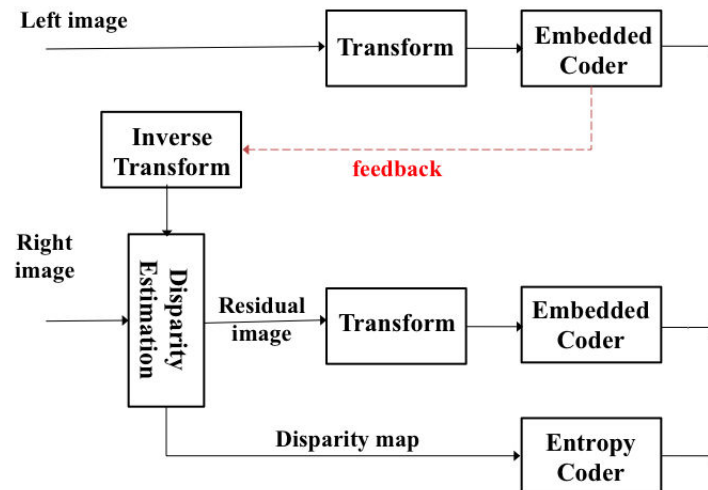 Left image
Transform
Embedded
Coder
Inverse
Transform
feedback
Right
image
Disparity
Estimation
Residual
image
Transform
Embedded
Coder
Disparity map
Entropy
Coder